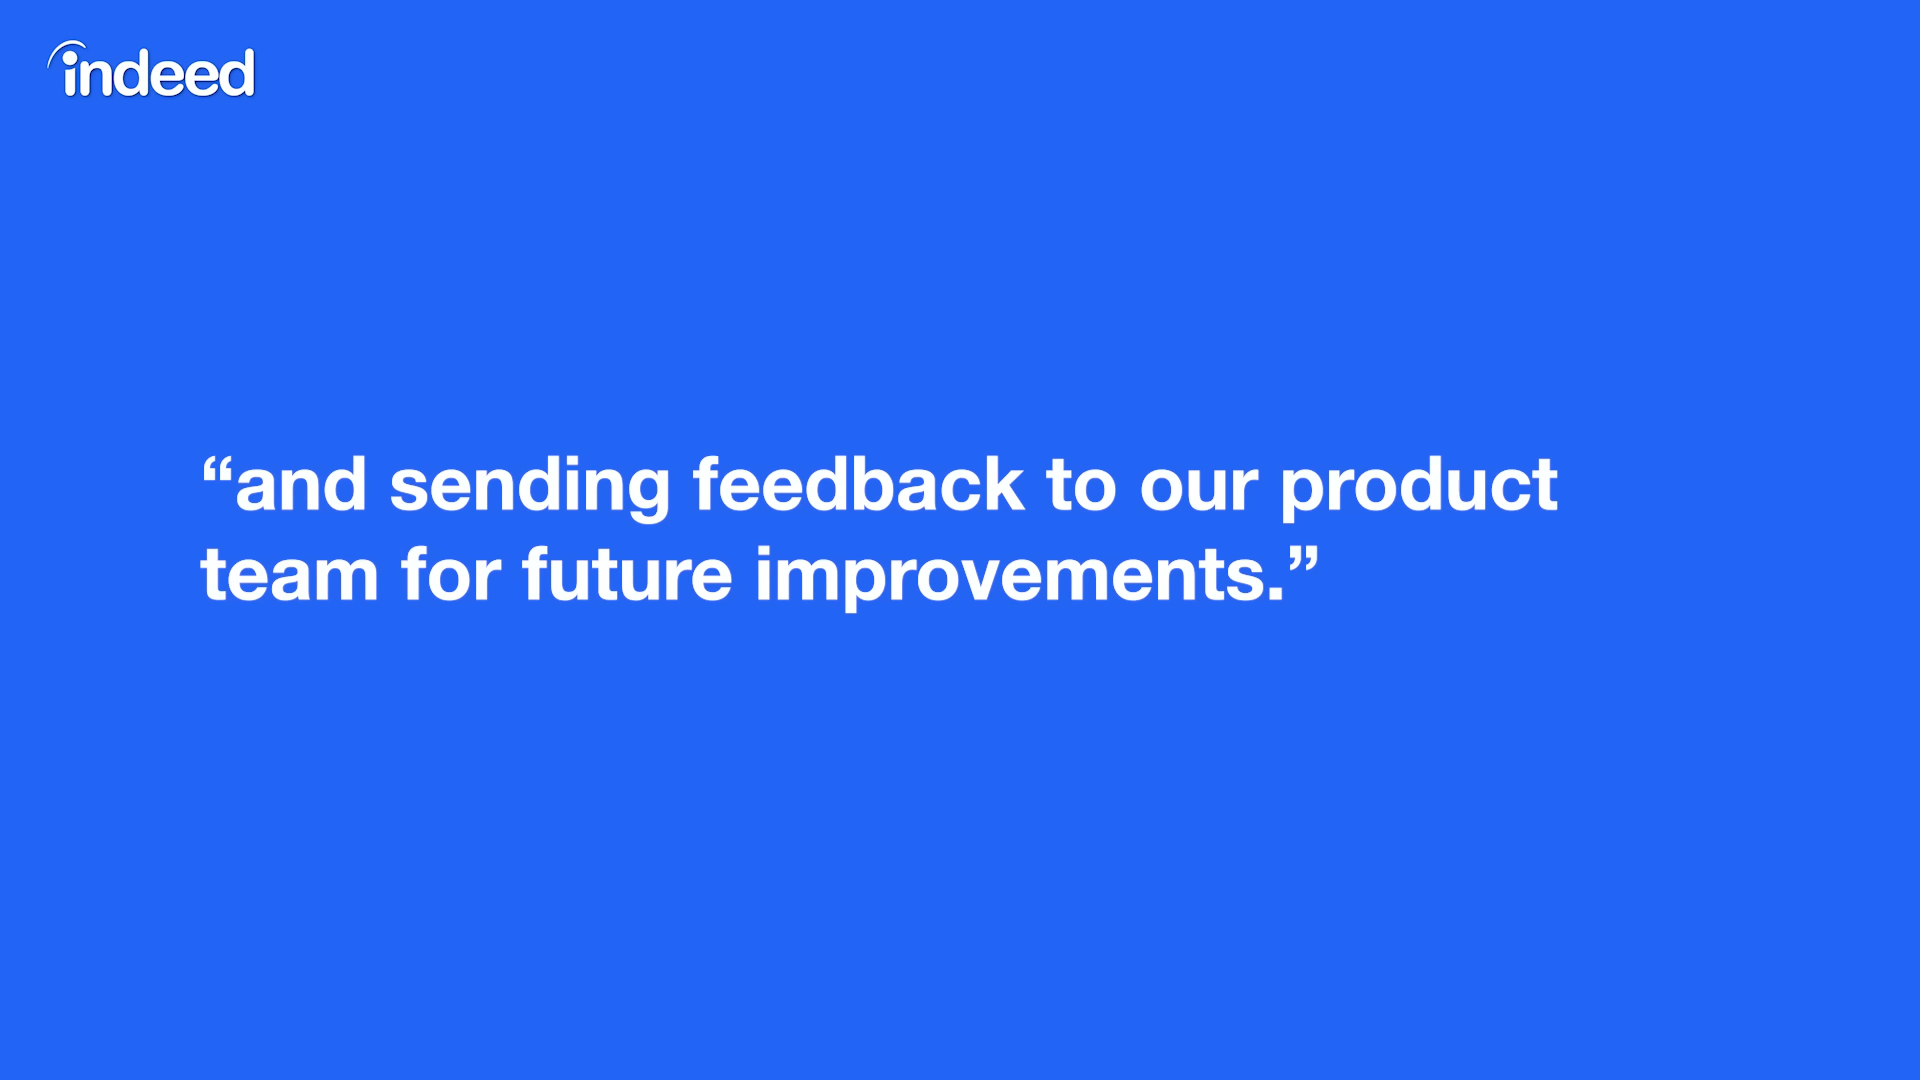 indeed
“and sending feedback to our product
team for future improvements.”